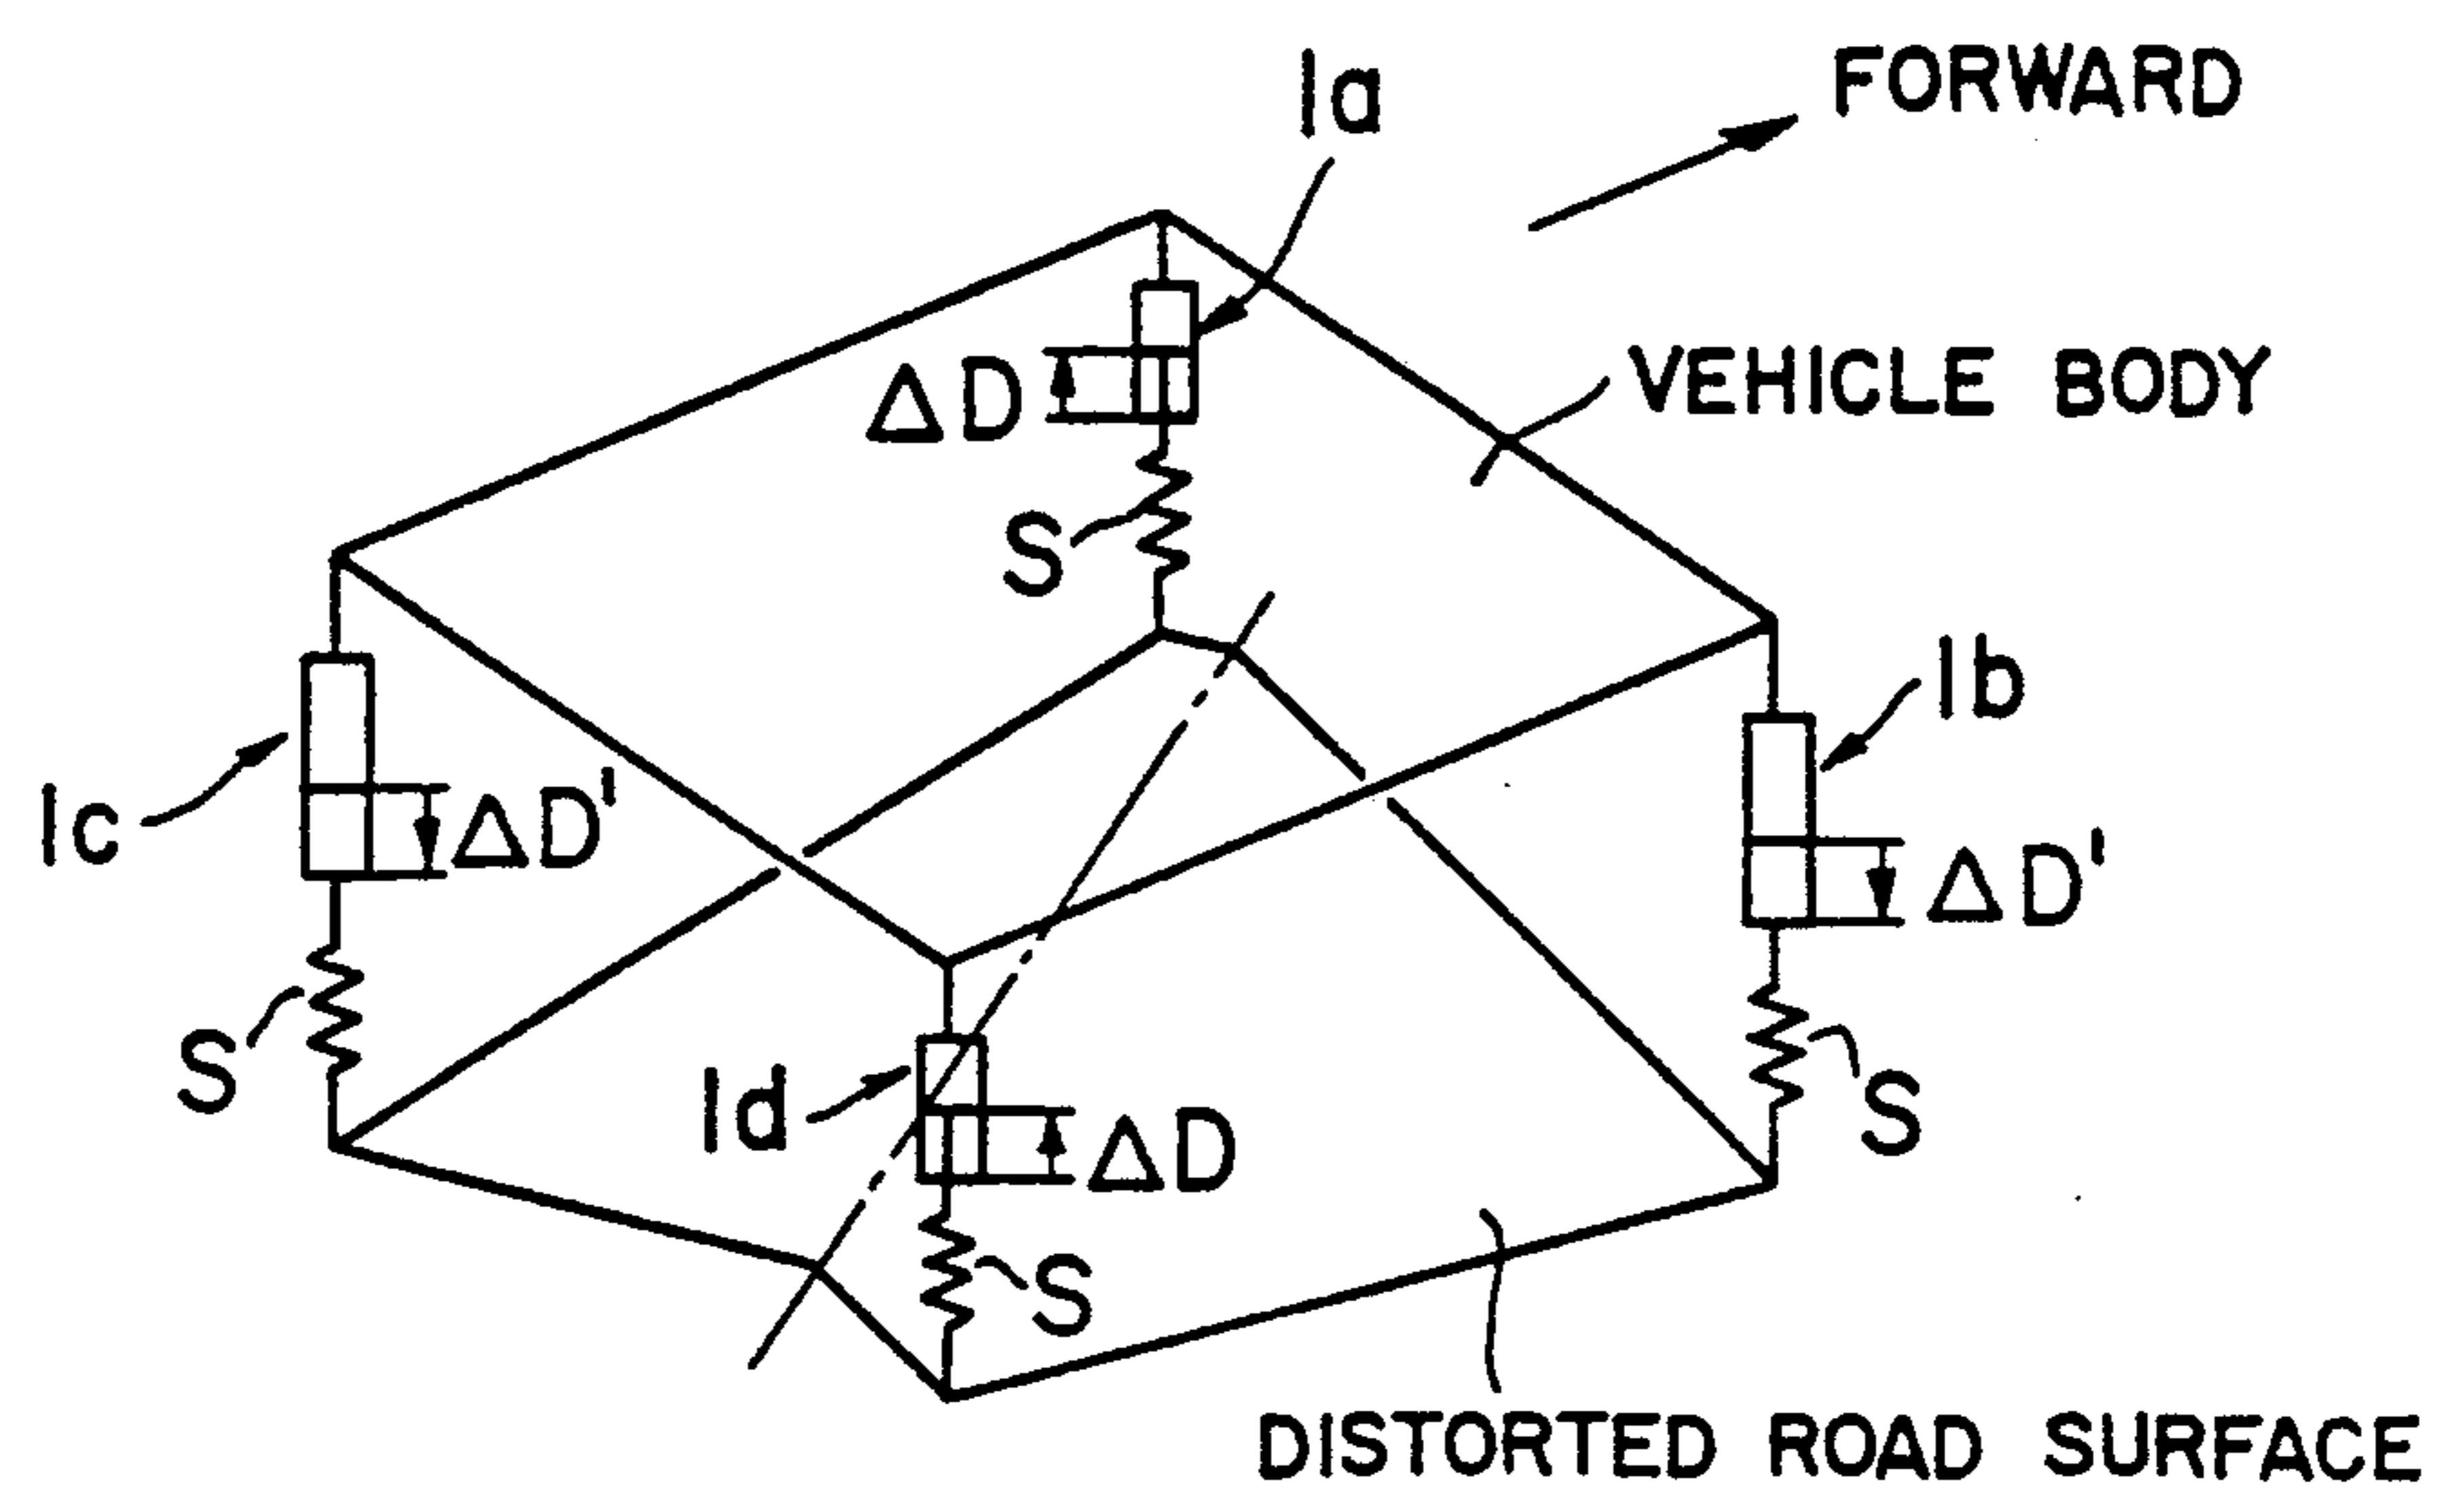 FORWARD
1a
VEHICLE BODY
ΔD
S
1b
1c
ΔD'
ΔD'
S
1d
ΔD
S
S
DISTORTED ROAD SURFACE